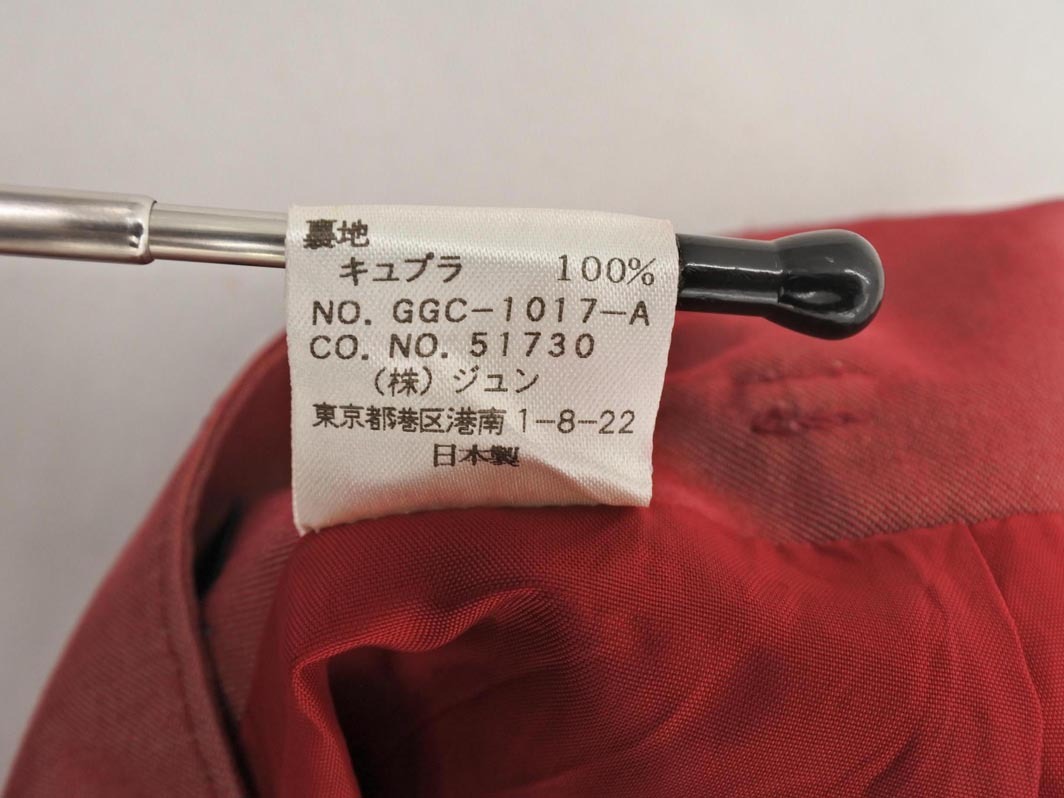 裏地
キュプラ 100%
NO. GGC-1017-A
CO. NO. 51730
(株) ジュン
東京都港区港南1-8-22
日本製